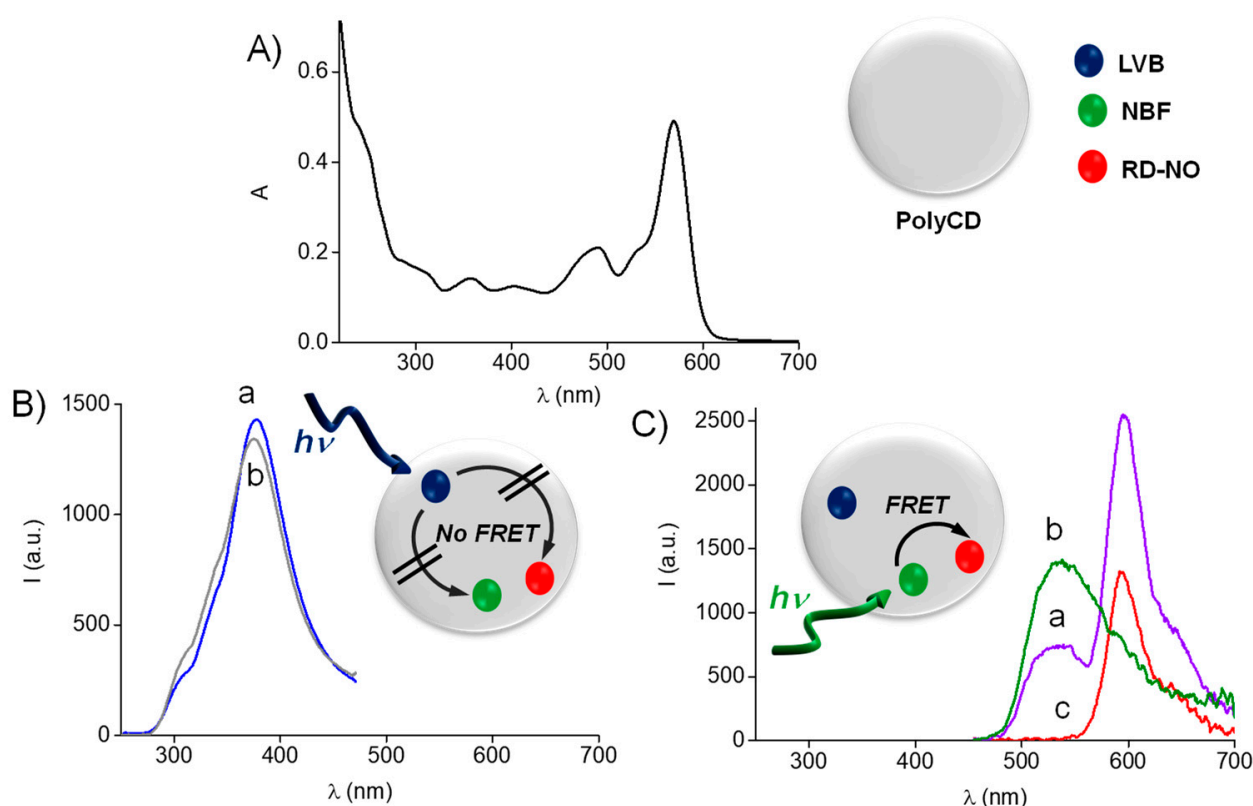 A)
0.6
0.4
0.2
0.0
A
300
400
500
600
700
λ (nm)
PolyCD
LVB
NBF
RD-NO
B)
1500
1000
500
0
I (a.u.)
300
400
500
600
700
λ (nm)
a
b
hν
No FRET
C)
2500
2000
1500
1000
500
0
I (a.u.)
300
400
500
600
700
λ (nm)
hν
FRET
b
a
c